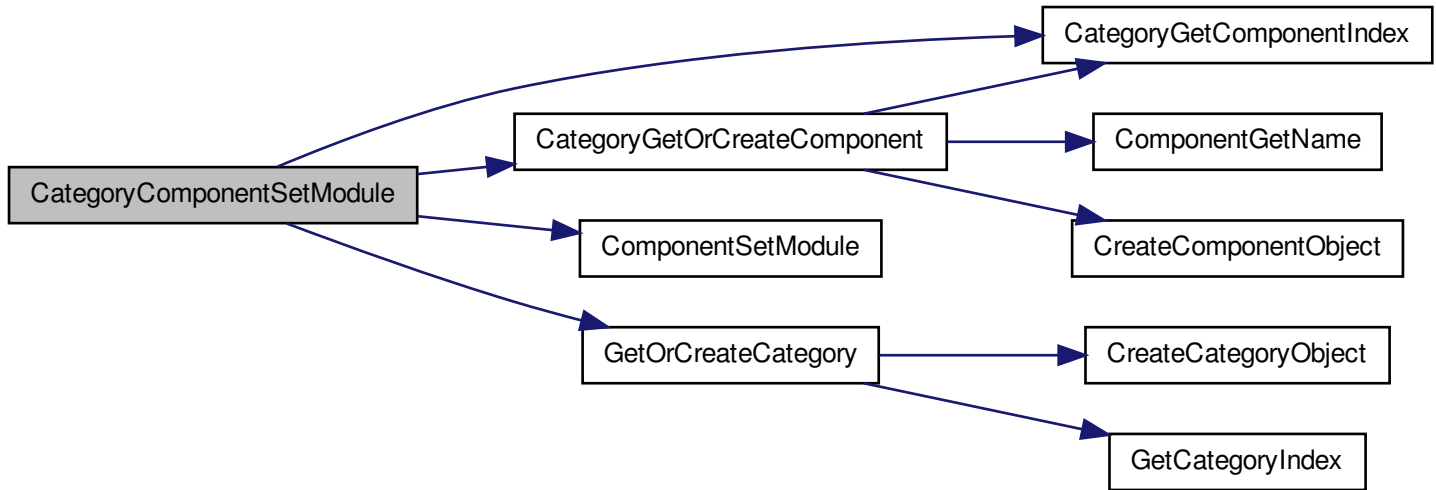 CategoryGetComponentIndex
CategoryGetOrCreateComponent
ComponentGetName
CategoryComponentSetModule
ComponentSetModule
CreateComponentObject
GetOrCreateCategory
CreateCategoryObject
GetCategoryIndex